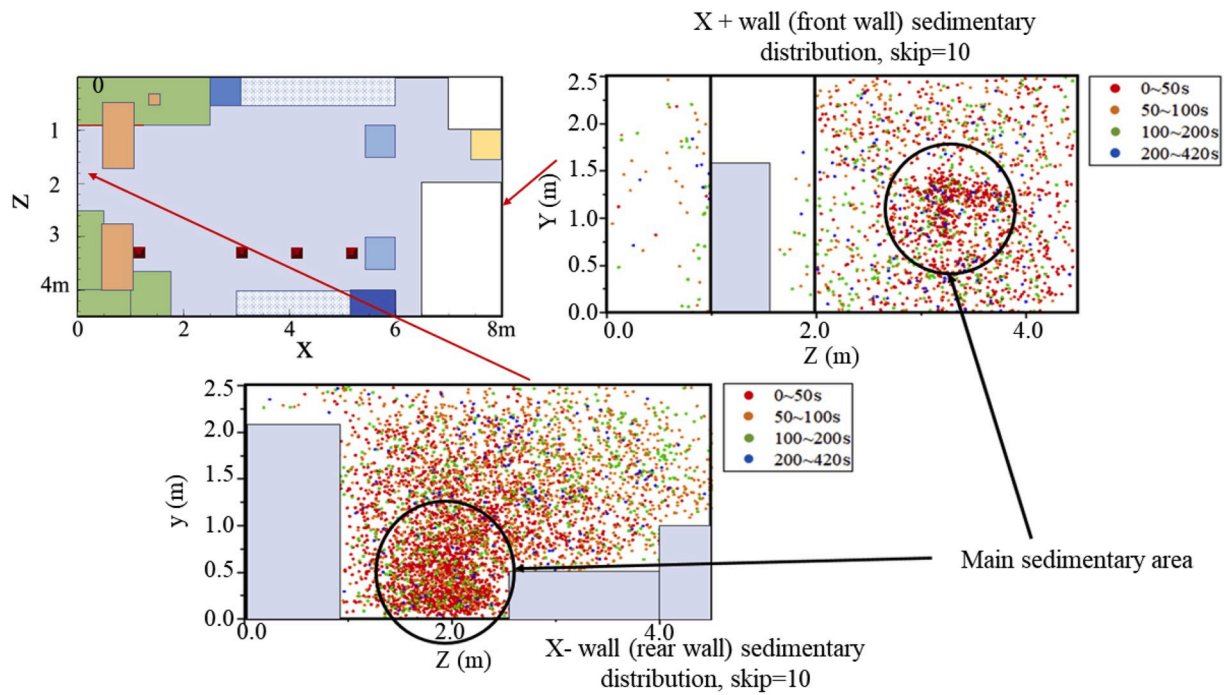 X + wall (front wall) sedimentary
distribution, skip=10
0
1
2
3
4m
Z
0
2
4
6
8m
X
2.5
2.0
1.5
1.0
0.5
0.0
Y (m)
0.0
2.0
4.0
Z (m)
0~50s
50~100s
100~200s
200~420s
2.5
2.0
1.5
1.0
0.5
0.0
y (m)
0.0
2.0
4.0
Z (m)
0~50s
50~100s
100~200s
200~420s
Main sedimentary area
X- wall (rear wall) sedimentary
distribution, skip=10